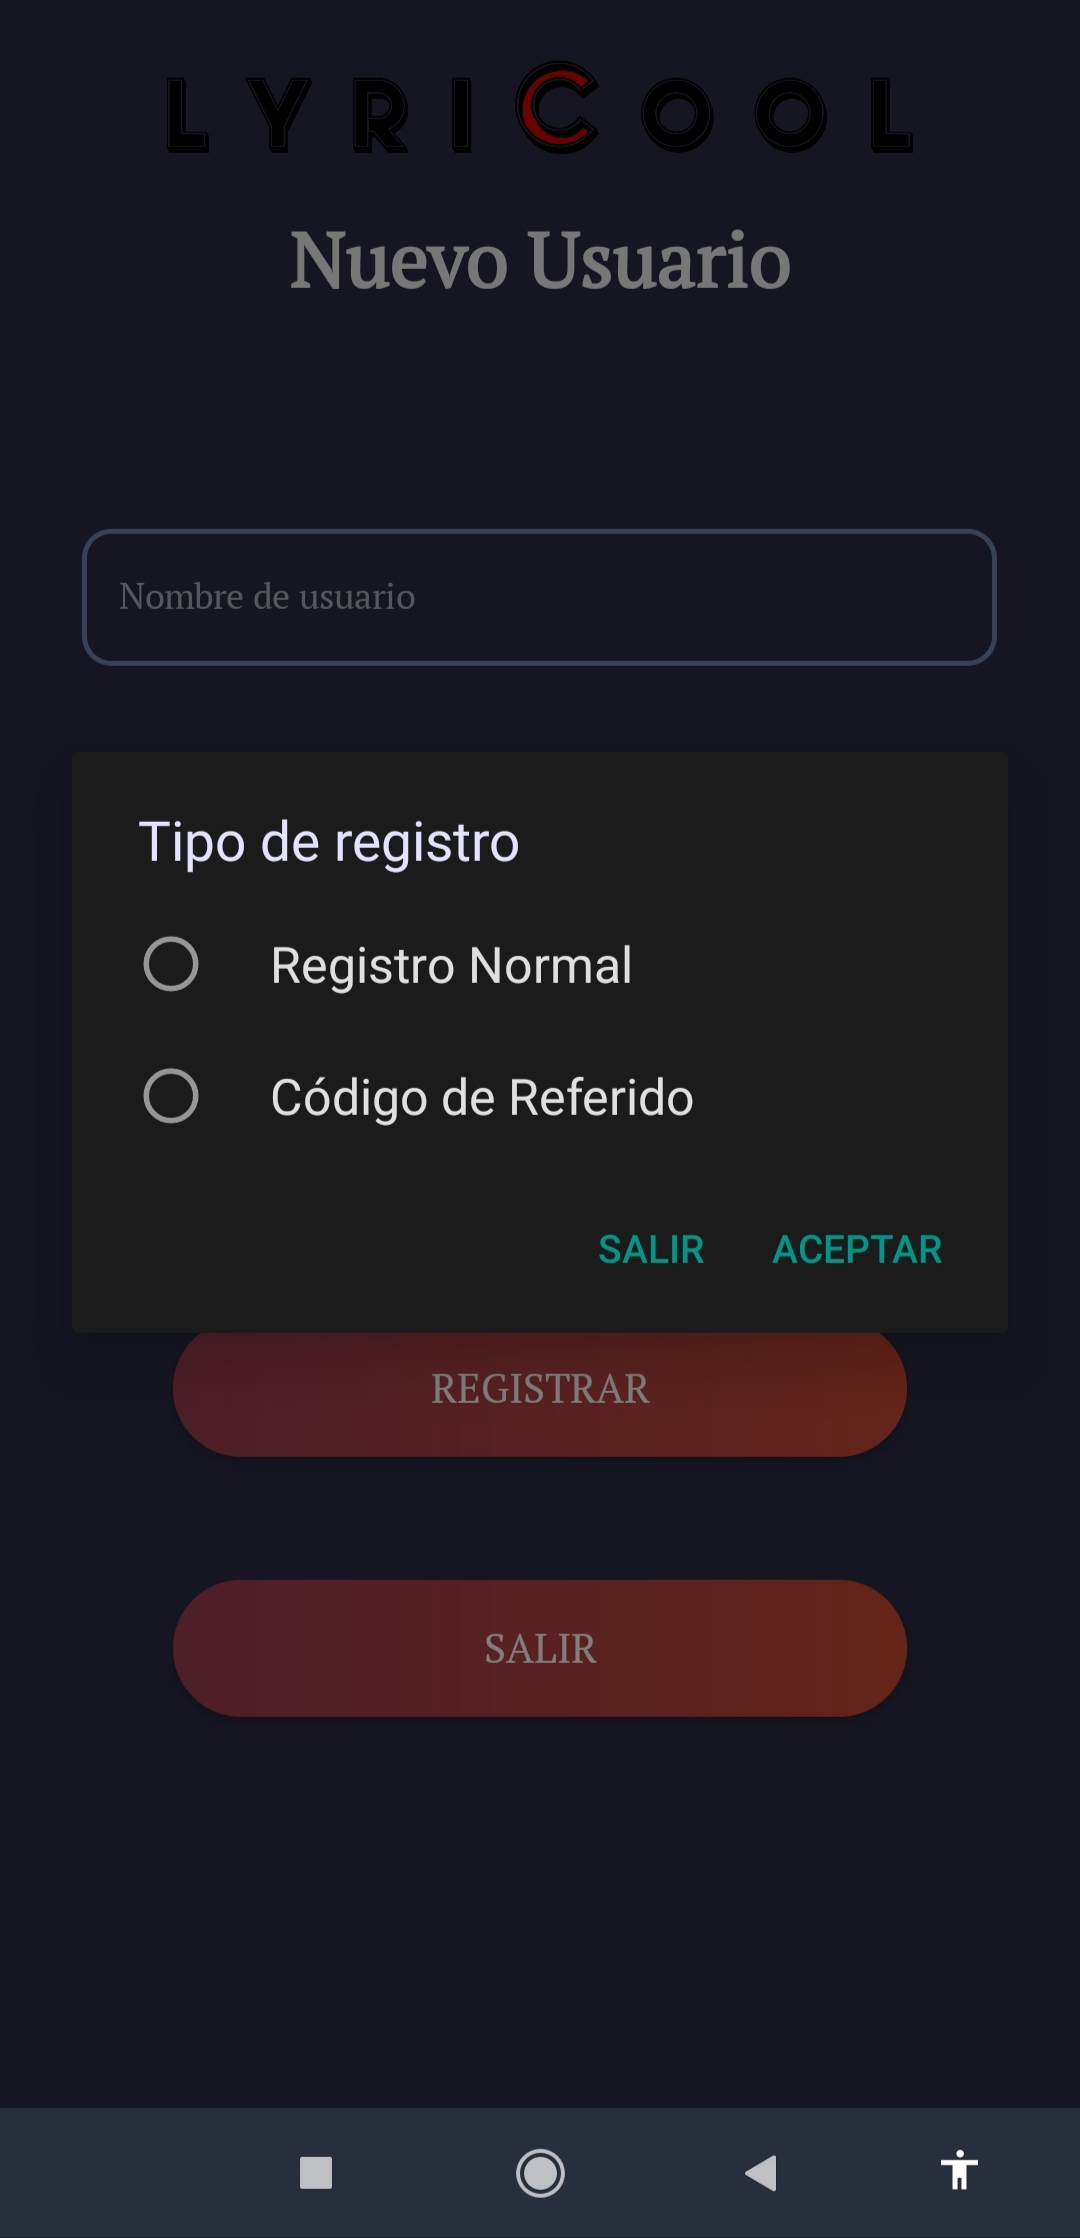 LYRICOOL
Nuevo Usuario
Nombre de usuario
Tipo de registro
Registro Normal
Código de Referido
SALIR ACEPTAR
REGISTRAR
SALIR